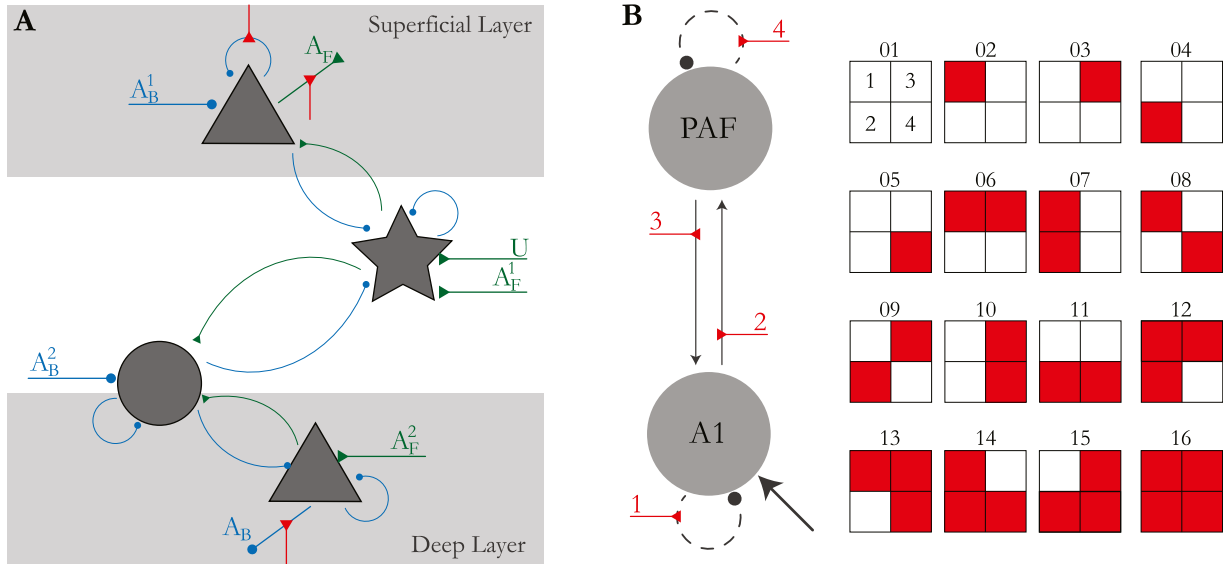 A
Superficial Layer
A_F
A_B^1
U
A_F^1
A_B^2
A_F^2
A_B
Deep Layer
B
4
PAF
3
2
A1
1
01 02 03 04
1 3
2 4
05 06 07 08
09 10 11 12
13 14 15 16